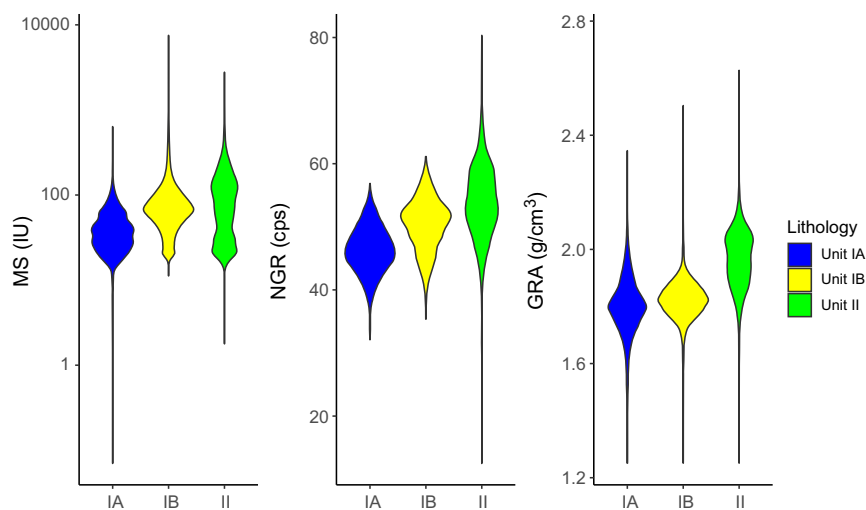 MS (IU)
10000
100
1
IA IB II
NGR (cps)
80
60
40
20
IA IB II
GRA (g/cm³)
2.8
2.4
2.0
1.6
1.2
IA IB II
Lithology
Unit IA
Unit IB
Unit II